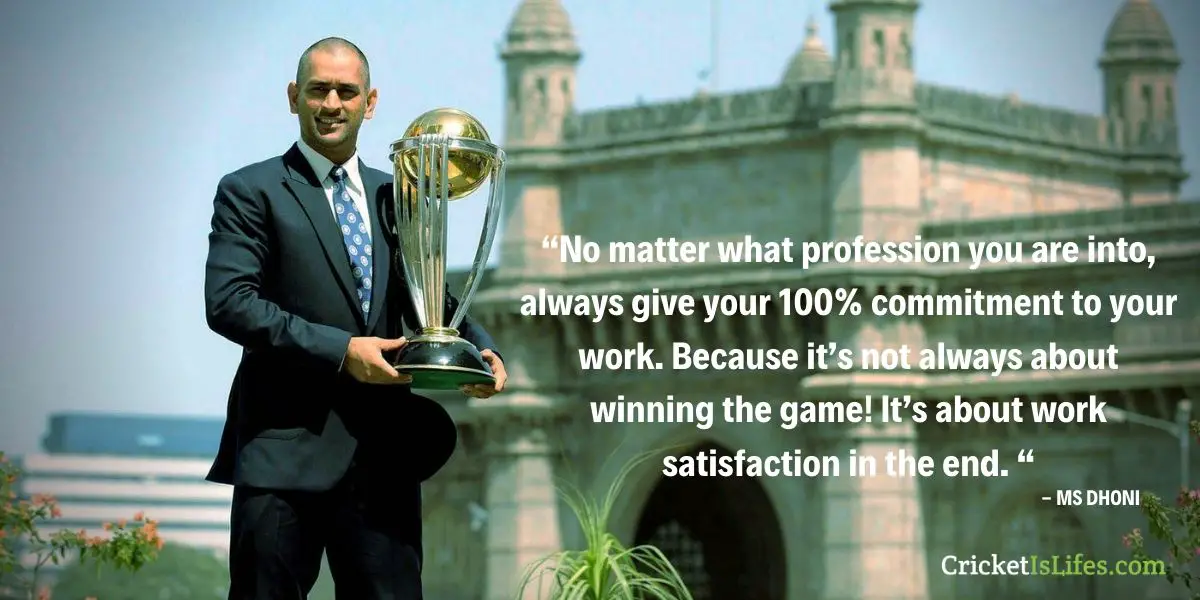 “No matter what profession you are into,
always give your 100% commitment to your
work. Because it’s not always about
winning the game! It’s about work
satisfaction in the end. “
– MS DHONI
CricketIsLifes.com